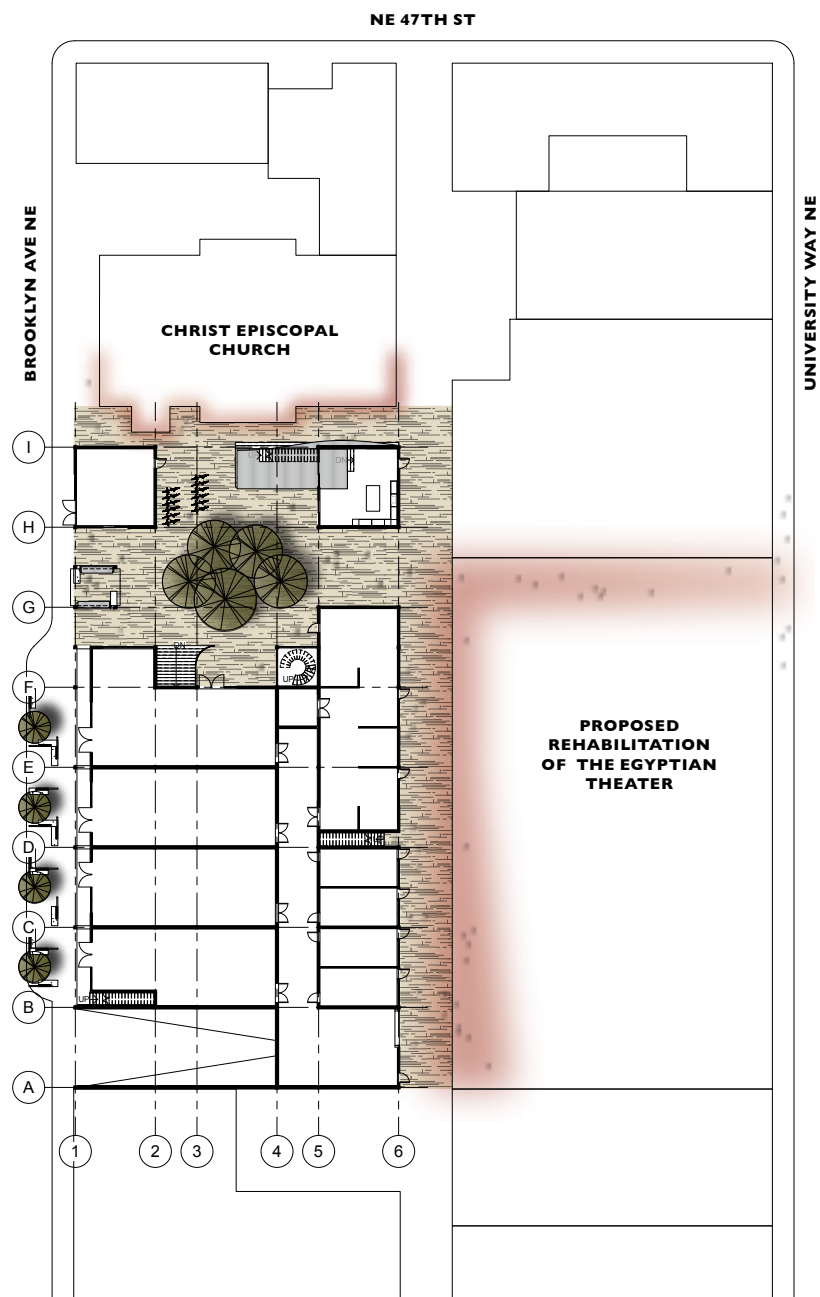 NE 47TH ST
BROOKLYN AVE NE
UNIVERSITY WAY NE
CHRIST EPISCOPAL
CHURCH
I
DN
H
G
DN
UP
F
PROPOSED
REHABILITATION
OF THE EGYPTIAN
THEATER
E
D
C
UP
B
A
1 2 3 4 5 6